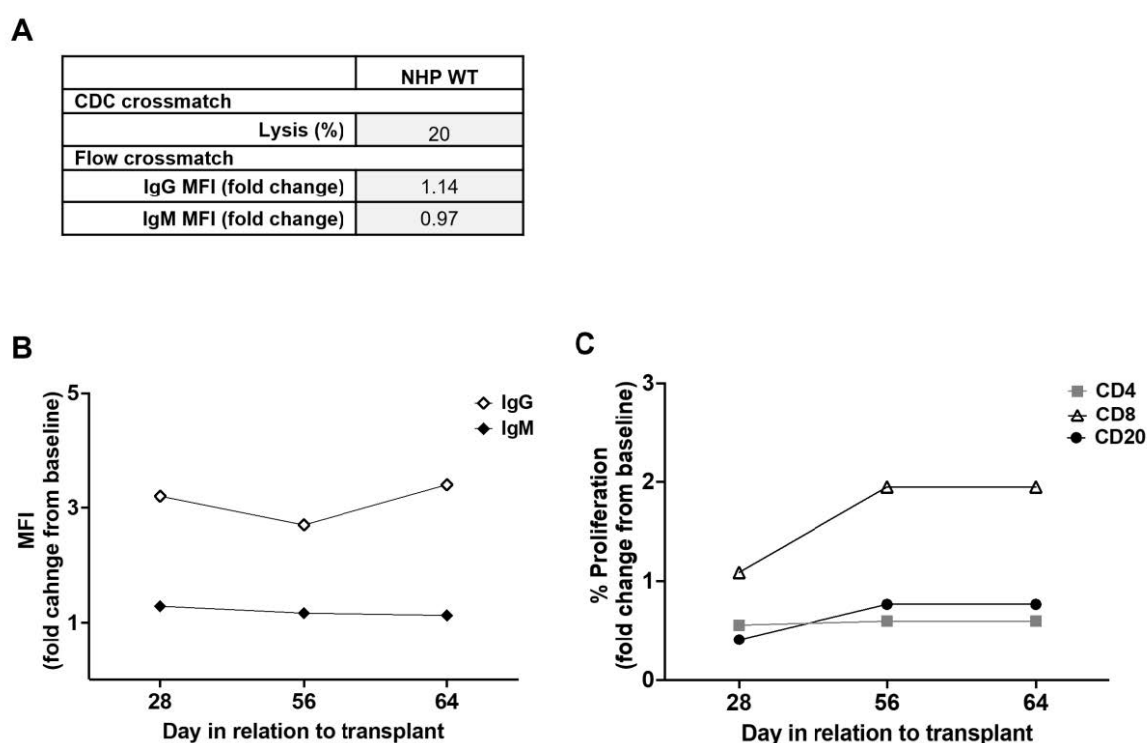 A
NHP WT
CDC crossmatch
Lysis (%) 20
Flow crossmatch
IgG MFI (fold change) 1.14
IgM MFI (fold change) 0.97
B
MFI
(fold cahnge from baseline)
5
3
1
IgG
IgM
28 56 64
Day in relation to transplant
C
% Proliferation
(fold change from baseline)
3
2
1
0
CD4
CD8
CD20
28 56 64
Day in relation to transplant